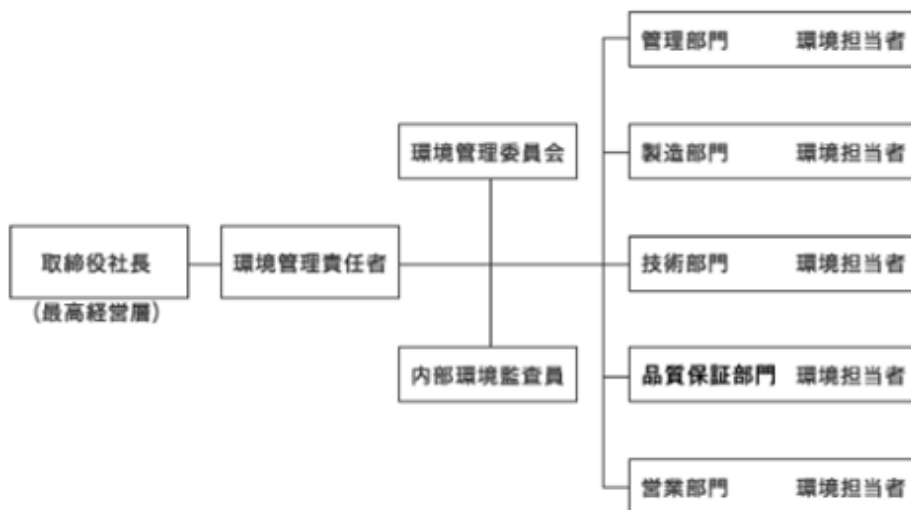 管理部門 環境担当者
環境管理委員会
製造部門 環境担当者
取締役社長
(最高経営層)
環境管理責任者
技術部門 環境担当者
内部環境監査員
品質保証部門 環境担当者
営業部門 環境担当者